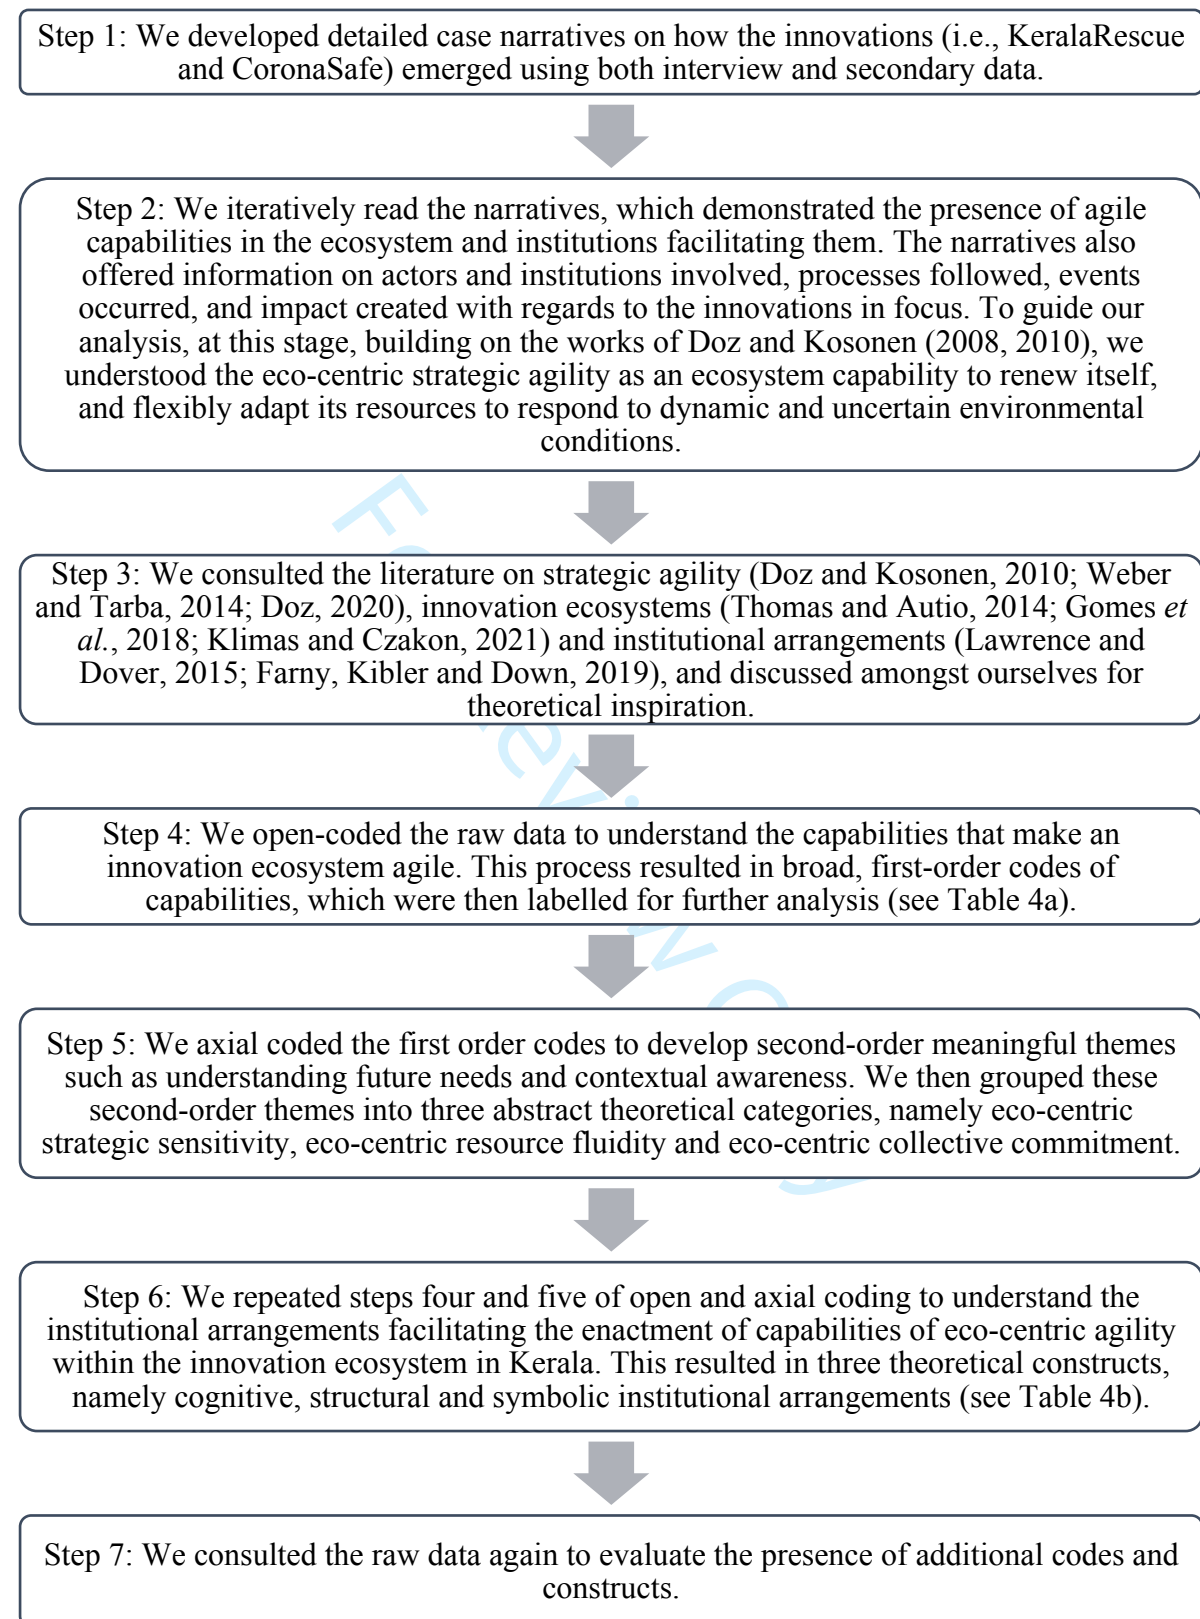 Step 1: We developed detailed case narratives on how the innovations (i.e., KeralaRescue
and CoronaSafe) emerged using both interview and secondary data.
Step 2: We iteratively read the narratives, which demonstrated the presence of agile
capabilities in the ecosystem and institutions facilitating them. The narratives also
offered information on actors and institutions involved, processes followed, events
occurred, and impact created with regards to the innovations in focus. To guide our
analysis, at this stage, building on the works of Doz and Kosonen (2008, 2010), we
understood the eco-centric strategic agility as an ecosystem capability to renew itself,
and flexibly adapt its resources to respond to dynamic and uncertain environmental
conditions.
Step 3: We consulted the literature on strategic agility (Doz and Kosonen, 2010; Weber
and Tarba, 2014; Doz, 2020), innovation ecosystems (Thomas and Autio, 2014; Gomes et
al., 2018; Klimas and Czakon, 2021) and institutional arrangements (Lawrence and
Dover, 2015; Farny, Kibler and Down, 2019), and discussed amongst ourselves for
theoretical inspiration.
Step 4: We open-coded the raw data to understand the capabilities that make an
innovation ecosystem agile. This process resulted in broad, first-order codes of
capabilities, which were then labelled for further analysis (see Table 4a).
Step 5: We axial coded the first order codes to develop second-order meaningful themes
such as understanding future needs and contextual awareness. We then grouped these
second-order themes into three abstract theoretical categories, namely eco-centric
strategic sensitivity, eco-centric resource fluidity and eco-centric collective commitment.
Step 6: We repeated steps four and five of open and axial coding to understand the
institutional arrangements facilitating the enactment of capabilities of eco-centric agility
within the innovation ecosystem in Kerala. This resulted in three theoretical constructs,
namely cognitive, structural and symbolic institutional arrangements (see Table 4b).
Step 7: We consulted the raw data again to evaluate the presence of additional codes and
constructs.